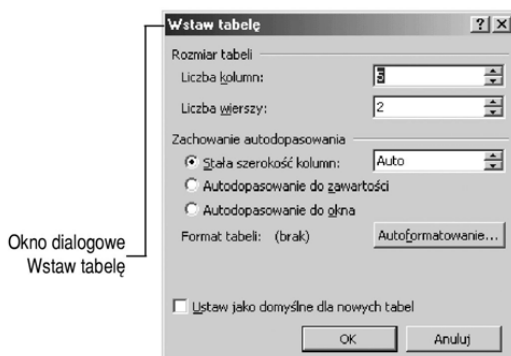 Wstaw tabelę
Rozmiar tabeli
Liczba kolumn: 5
Liczba wierszy: 2
Zachowanie autodopasowania
Stała szerokość kolumn: Auto
Autodopasowanie do zawartości
Autodopasowanie do okna
Format tabeli: (brak) Autoformatowanie...
Ustaw jako domyślne dla nowych tabel
OK Anuluj
Okno dialogowe
Wstaw tabelę